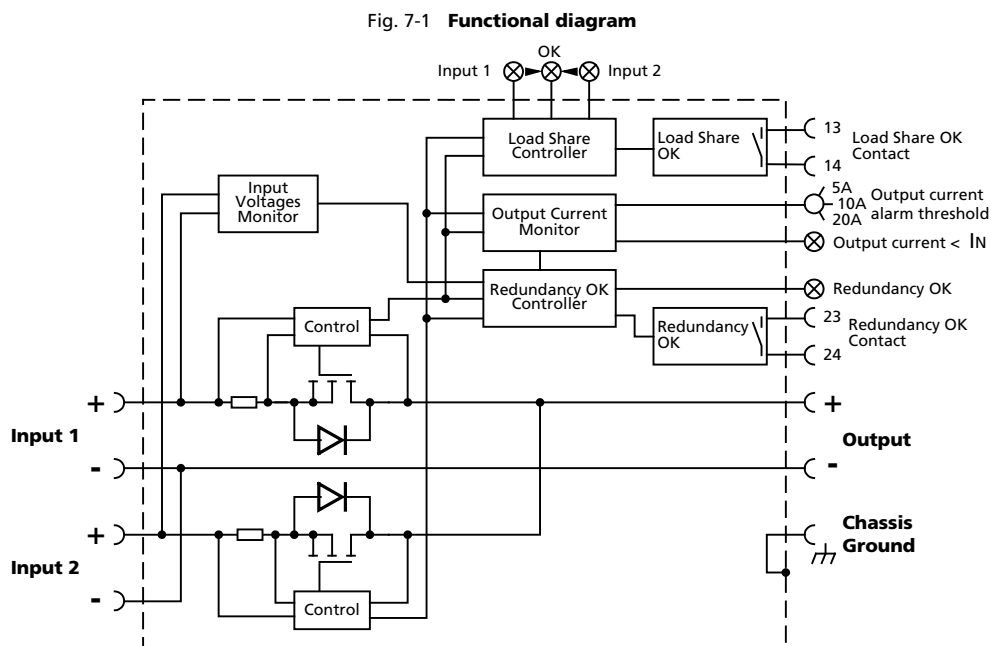 Fig. 7-1 Functional diagram
OK
Input 1
Input 2
Load Share
Controller
Load Share
OK
13
14
Load Share OK
Contact
Input
Voltages
Monitor
Output Current
Monitor
5A
10A
20A
Output current
alarm threshold
Output current < IN
Redundancy OK
Controller
Redundancy OK
Redundancy
OK
23
24
Redundancy OK
Contact
Control
+
+
Input 1
Output
-
-
+
Chassis
Ground
Input 2
-
Control